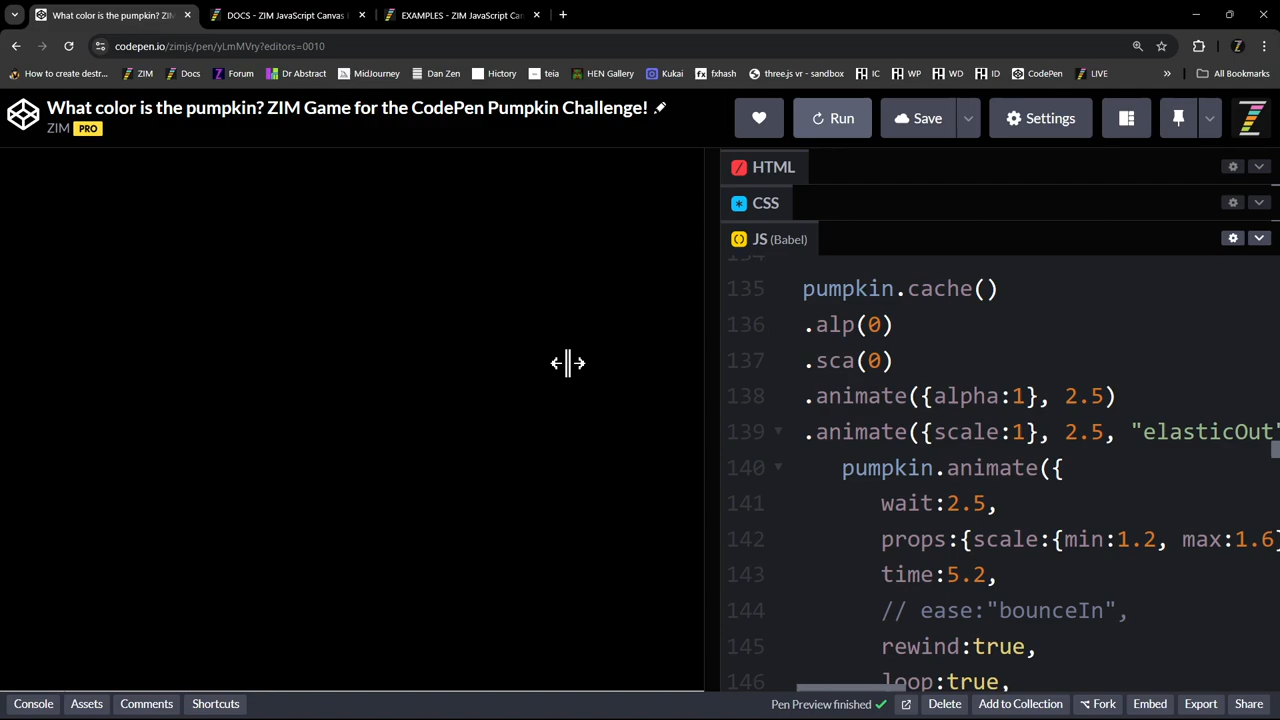 What color is the pumpkin? ZIM
DOCS - ZIM JavaScript Canvas
EXAMPLES - ZIM JavaScript Can
codepen.io/zimjs/pen/yLmMVry?editors=0010
How to create destr...
ZIM
Docs
Forum
Dr Abstract
MidJourney
Dan Zen
Hictory
teia
HEN Gallery
Kukai
fxhash
three.js vr - sandbox
IC
WP
WD
ID
CodePen
LIVE
»
All Bookmarks
What color is the pumpkin? ZIM Game for the CodePen Pumpkin Challenge!
ZIM PRO
Run
Save
Settings
HTML
CSS
JS (Babel)
135 pumpkin.cache()
136 .alp(0)
137 .sca(0)
138 .animate({alpha:1}, 2.5)
139 .animate({scale:1}, 2.5, "elasticOut"
140 pumpkin.animate({
141 wait:2.5,
142 props:{scale:{min:1.2, max:1.6}
143 time:5.2,
144 // ease:"bounceIn",
145 rewind:true,
146 loop:true,
Console
Assets
Comments
Shortcuts
Pen Preview finished
Delete
Add to Collection
Fork
Embed
Export
Share